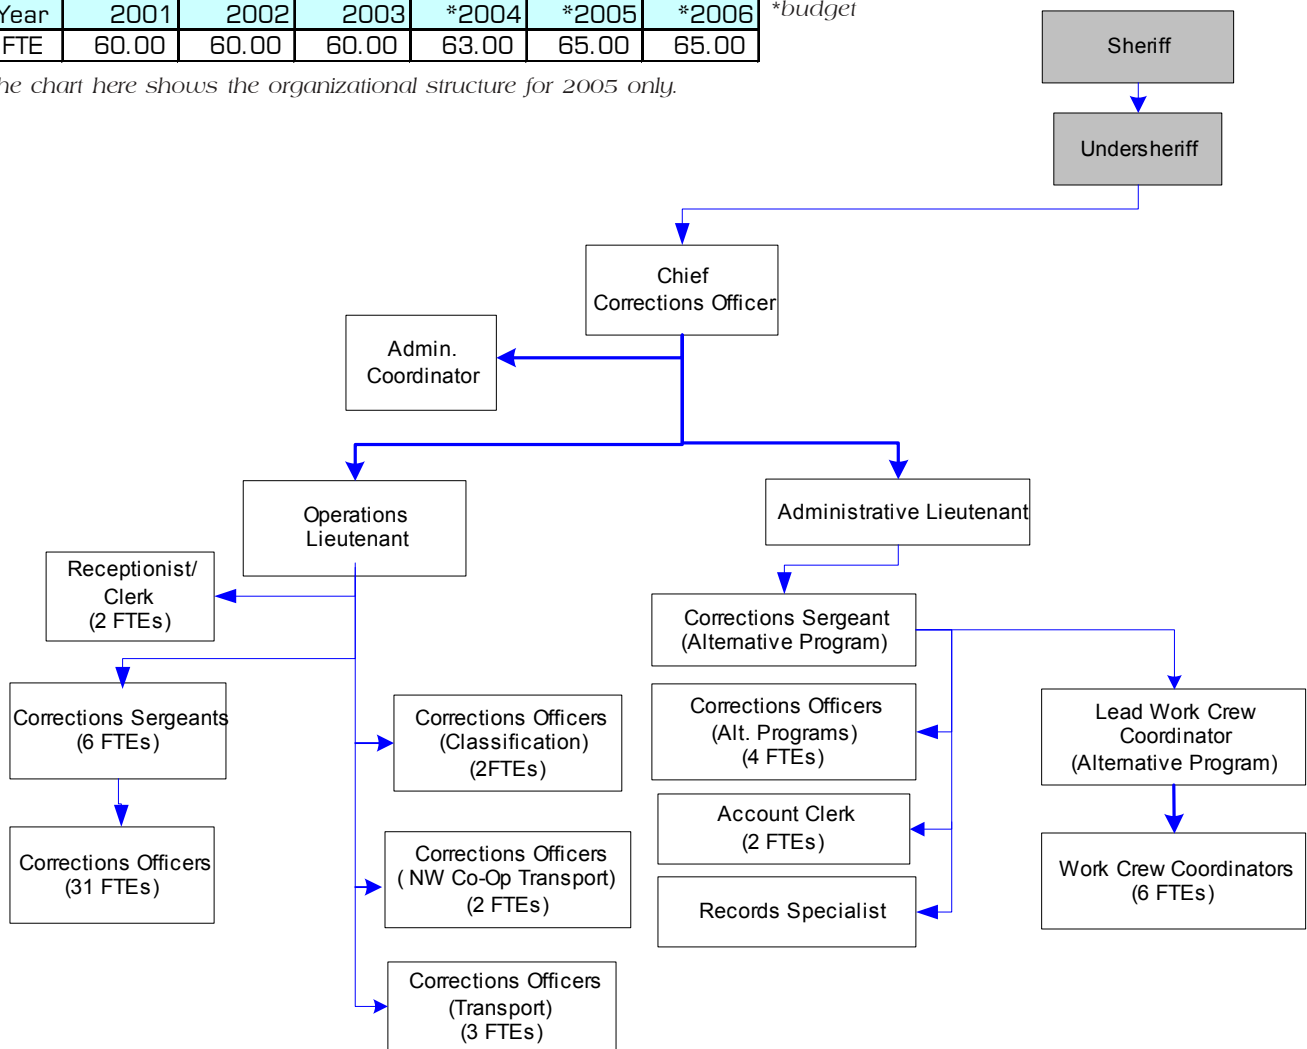 Year 2001 2002 2003 *2004 *2005 *2006 *budget
FTE 60.00 60.00 60.00 63.00 65.00 65.00
he chart here shows the organizational structure for 2005 only.
Sheriff
Undersheriff
Chief
Corrections Officer
Admin.
Coordinator
Operations
Lieutenant
Administrative Lieutenant
Receptionist/
Clerk
(2 FTEs)
Corrections Sergeants
(6 FTEs)
Corrections Officers
(31 FTEs)
Corrections Officers
(Classification)
(2FTEs)
Corrections Officers
( NW Co-Op Transport)
(2 FTEs)
Corrections Officers
(Transport)
(3 FTEs)
Corrections Sergeant
(Alternative Program)
Corrections Officers
(Alt. Programs)
(4 FTEs)
Account Clerk
(2 FTEs)
Records Specialist
Lead Work Crew
Coordinator
(Alternative Program)
Work Crew Coordinators
(6 FTEs)